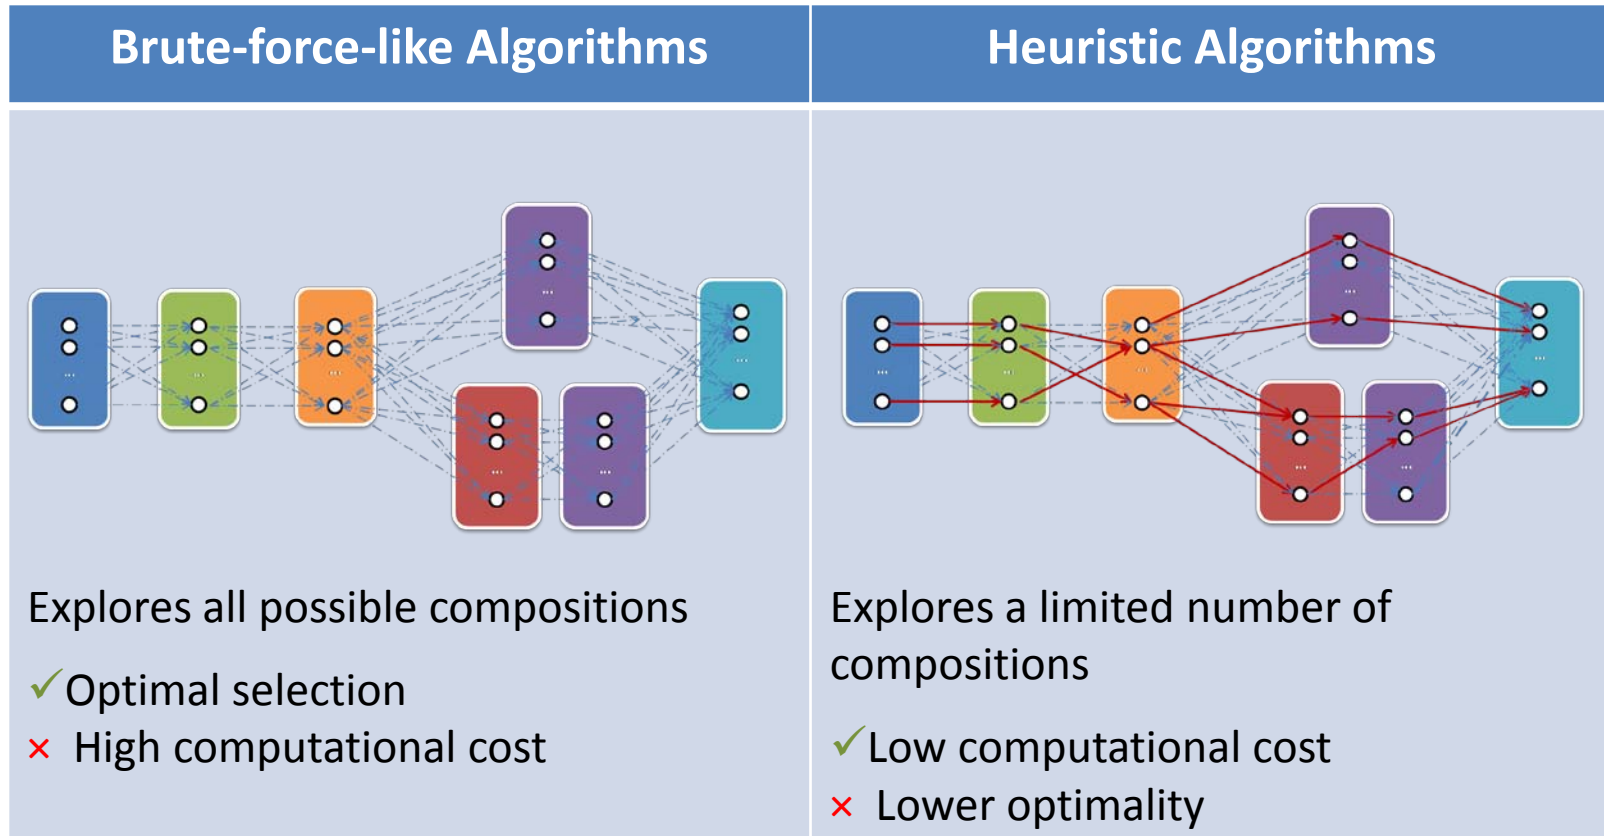 Brute-force-like Algorithms
Heuristic Algorithms
...
...
...
...
...
...
...
...
...
...
...
...
...
...
Explores all possible compositions
✓Optimal selection
× High computational cost
Explores a limited number of
compositions
✓Low computational cost
× Lower optimality